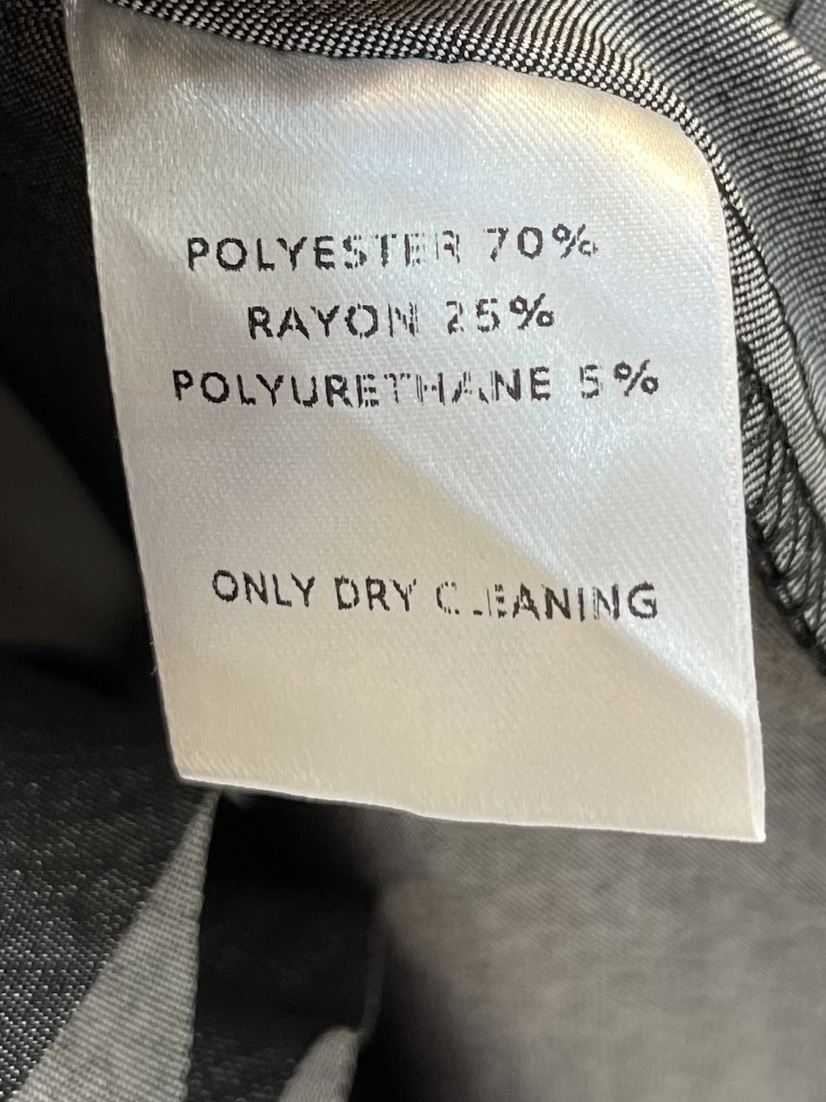 POLYESTER 70%
RAYON 25%
POLYURETHANE 5%
ONLY DRY CLEANING